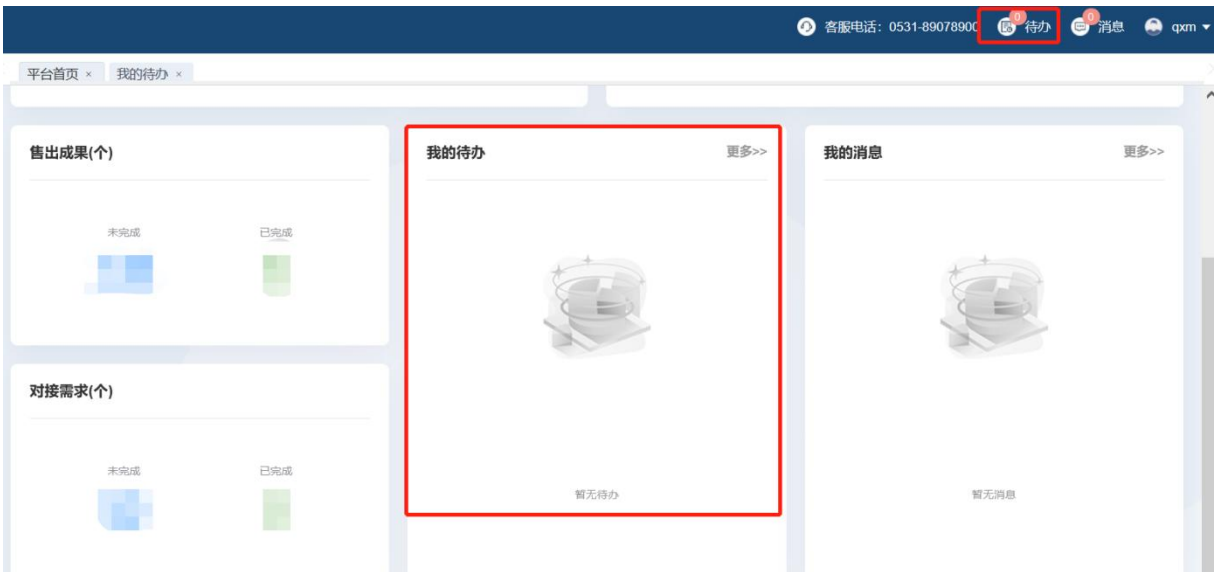 客服电话：0531-89078900 0 待办 0 消息 qxm
平台首页 × 我的待办 ×
售出成果(个)
未完成 已完成
对接需求(个)
未完成 已完成
我的待办 更多>>
暂无待办
我的消息 更多>>
暂无消息